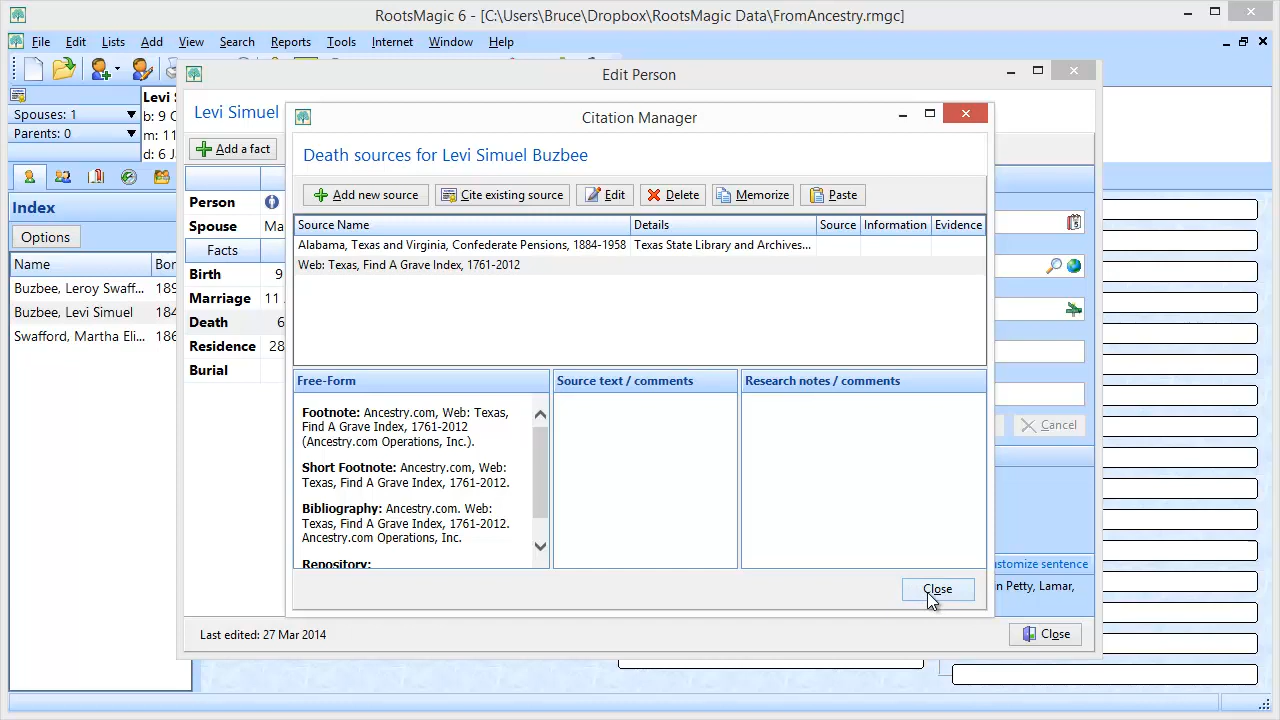 RootsMagic 6 - [C:\Users\Bruce\Dropbox\RootsMagic Data\FromAncestry.rmgc]
File Edit Lists Add View Search Reports Tools Internet Window Help
Edit Person
Levi
Spouses: 1
b: 9
Parents: 0
m: 11
d: 6
Levi Simuel
Add a fact
Citation Manager
Death sources for Levi Simuel Buzbee
Add new source Cite existing source Edit Delete Memorize Paste
Source Name Details Source Information Evidence
Alabama, Texas and Virginia, Confederate Pensions, 1884-1958 Texas State Library and Archives...
Web: Texas, Find A Grave Index, 1761-2012
Index
Options
Name Bor
Buzbee, Leroy Swaff... 189
Buzbee, Levi Simuel 184
Swafford, Martha Eli... 186
Person
Spouse Ma
Facts
Birth 9
Marriage 11
Death 6
Residence 28
Burial
Free-Form Source text / comments Research notes / comments
Footnote: Ancestry.com, Web: Texas,
Find A Grave Index, 1761-2012
(Ancestry.com Operations, Inc.).
Short Footnote: Ancestry.com, Web:
Texas, Find A Grave Index, 1761-2012.
Bibliography: Ancestry.com. Web:
Texas, Find A Grave Index, 1761-2012.
Ancestry.com Operations, Inc.
Repository:
Close
Cancel
stomize sentence
n Petty, Lamar,
Last edited: 27 Mar 2014
Close